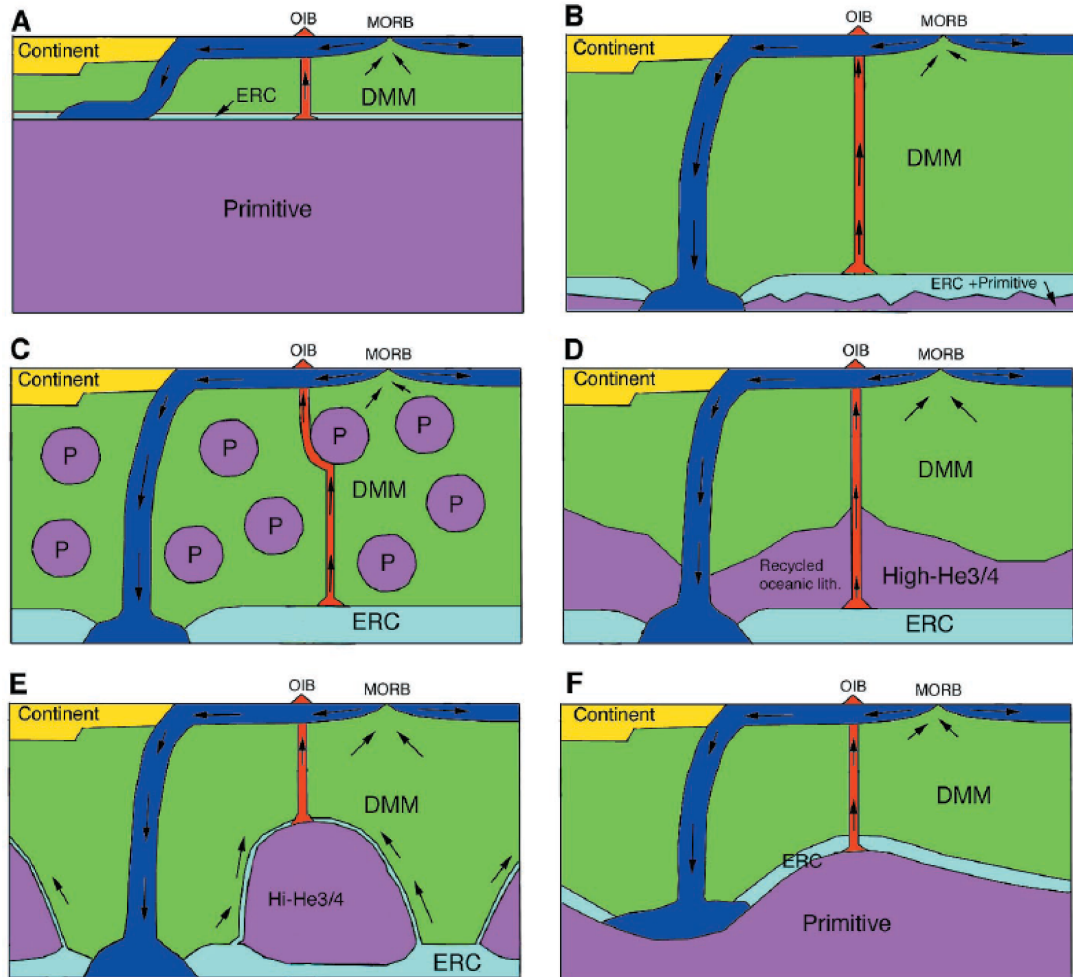 A
OIB
MORB
Continent
ERC
DMM
Primitive
B
OIB
MORB
Continent
DMM
ERC +Primitive
C
OIB
MORB
Continent
P
P
P
P
P
DMM
P
P
P
P
ERC
D
OIB
MORB
Continent
DMM
Recycled
oceanic lith.
High-He3/4
ERC
E
OIB
MORB
Continent
DMM
Hi-He3/4
ERC
F
OIB
MORB
Continent
DMM
ERC
Primitive